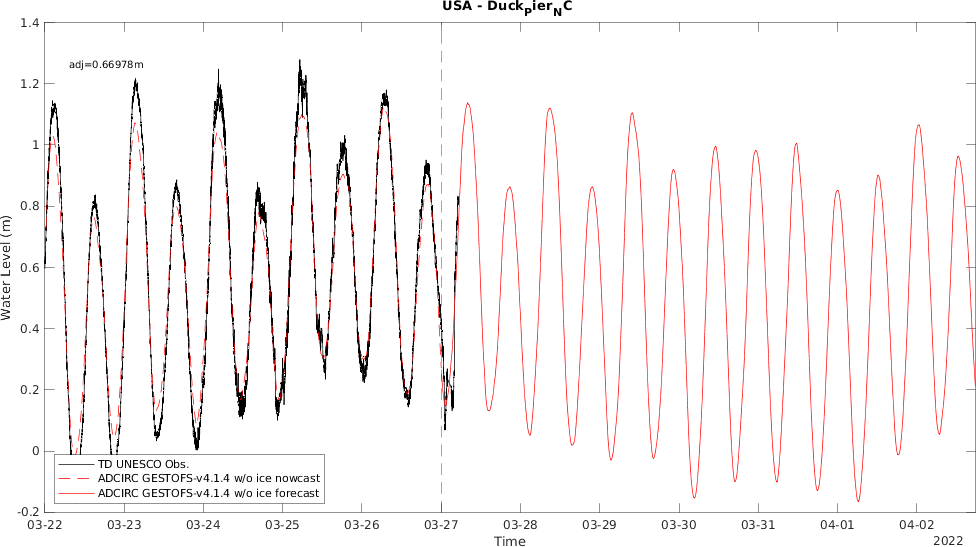 USA - DuckPierNC
adj=0.66978m
1.4
1.2
1
0.8
0.6
0.4
0.2
0
-0.2
Water Level (m)
TD UNESCO Obs.
ADCIRC GESTOFS-v4.1.4 w/o ice nowcast
ADCIRC GESTOFS-v4.1.4 w/o ice forecast
03-22 03-23 03-24 03-25 03-26 03-27 03-28 03-29 03-30 03-31 04-01 04-02
Time
2022